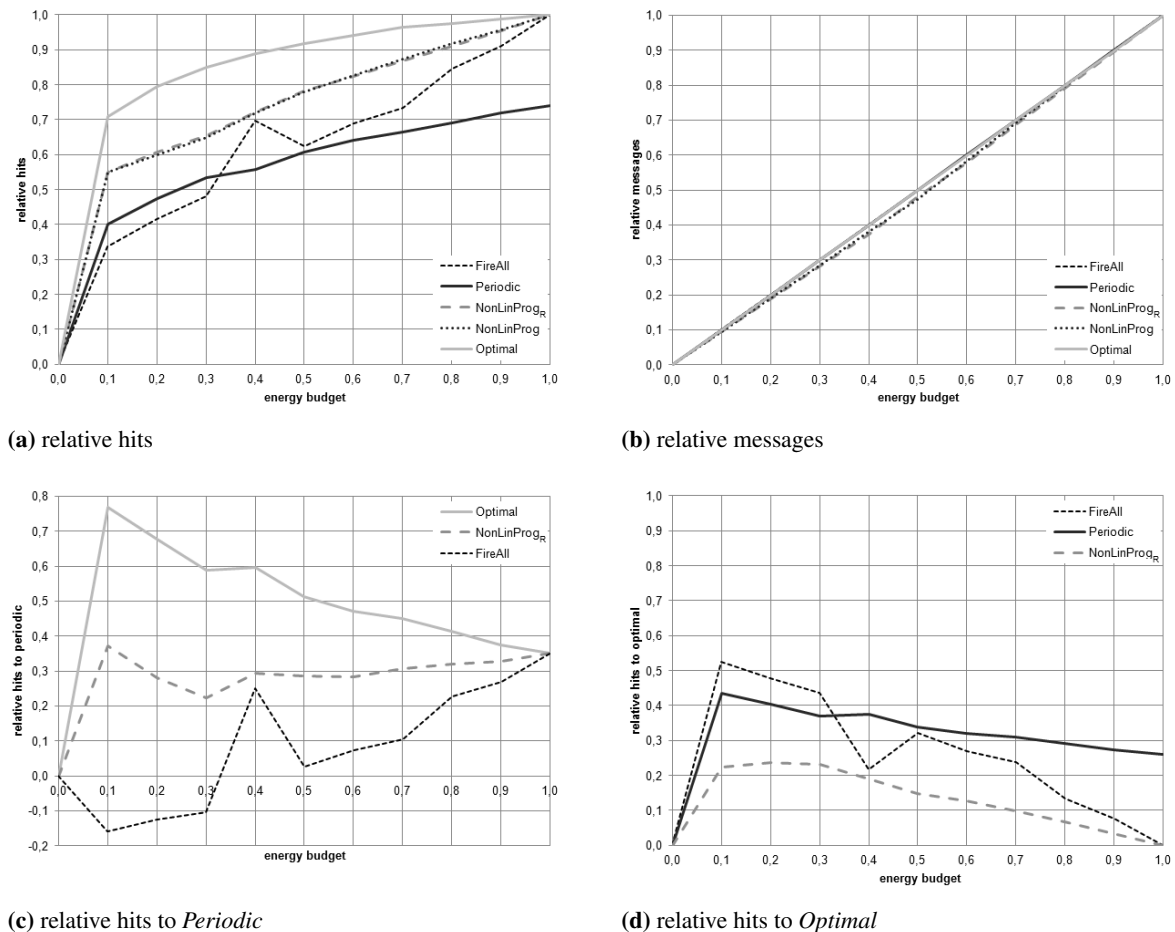 1,0
0,9
0,8
0,7
0,6
0,5
0,4
0,3
0,2
0,1
0,0
relative hits
FireAll
Periodic
NonLinProgR
NonLinProg
Optimal
0,0 0,1 0,2 0,3 0,4 0,5 0,6 0,7 0,8 0,9 1,0
energy budget
(a) relative hits
1,0
0,9
0,8
0,7
0,6
0,5
0,4
0,3
0,2
0,1
0,0
relative messages
FireAll
Periodic
NonLinProgR
NonLinProg
Optimal
0,0 0,1 0,2 0,3 0,4 0,5 0,6 0,7 0,8 0,9 1,0
energy budget
(b) relative messages
0,8
0,7
0,6
0,5
0,4
0,3
0,2
0,1
0,0
-0,1
-0,2
relative hits to periodic
Optimal
NonLinProgR
FireAll
0,0 0,1 0,2 0,3 0,4 0,5 0,6 0,7 0,8 0,9 1,0
energy budget
(c) relative hits to Periodic
1,0
0,9
0,8
0,7
0,6
0,5
0,4
0,3
0,2
0,1
0,0
relative hits to optimal
FireAll
Periodic
NonLinProgR
0,0 0,1 0,2 0,3 0,4 0,5 0,6 0,7 0,8 0,9 1,0
energy budget
(d) relative hits to Optimal